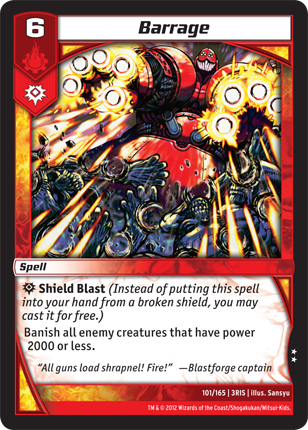 6
Barrage
Spell
Shield Blast (Instead of putting this spell
into your hand from a broken shield, you may
cast it for free.)
Banish all enemy creatures that have power
2000 or less.
"All guns load shrapnel! Fire!" —Blastforge captain
101/165 | 3RIS | illus. Sansyu
TM & © 2012 Wizards of the Coast/Shogakukan/Mitsui-Kids.